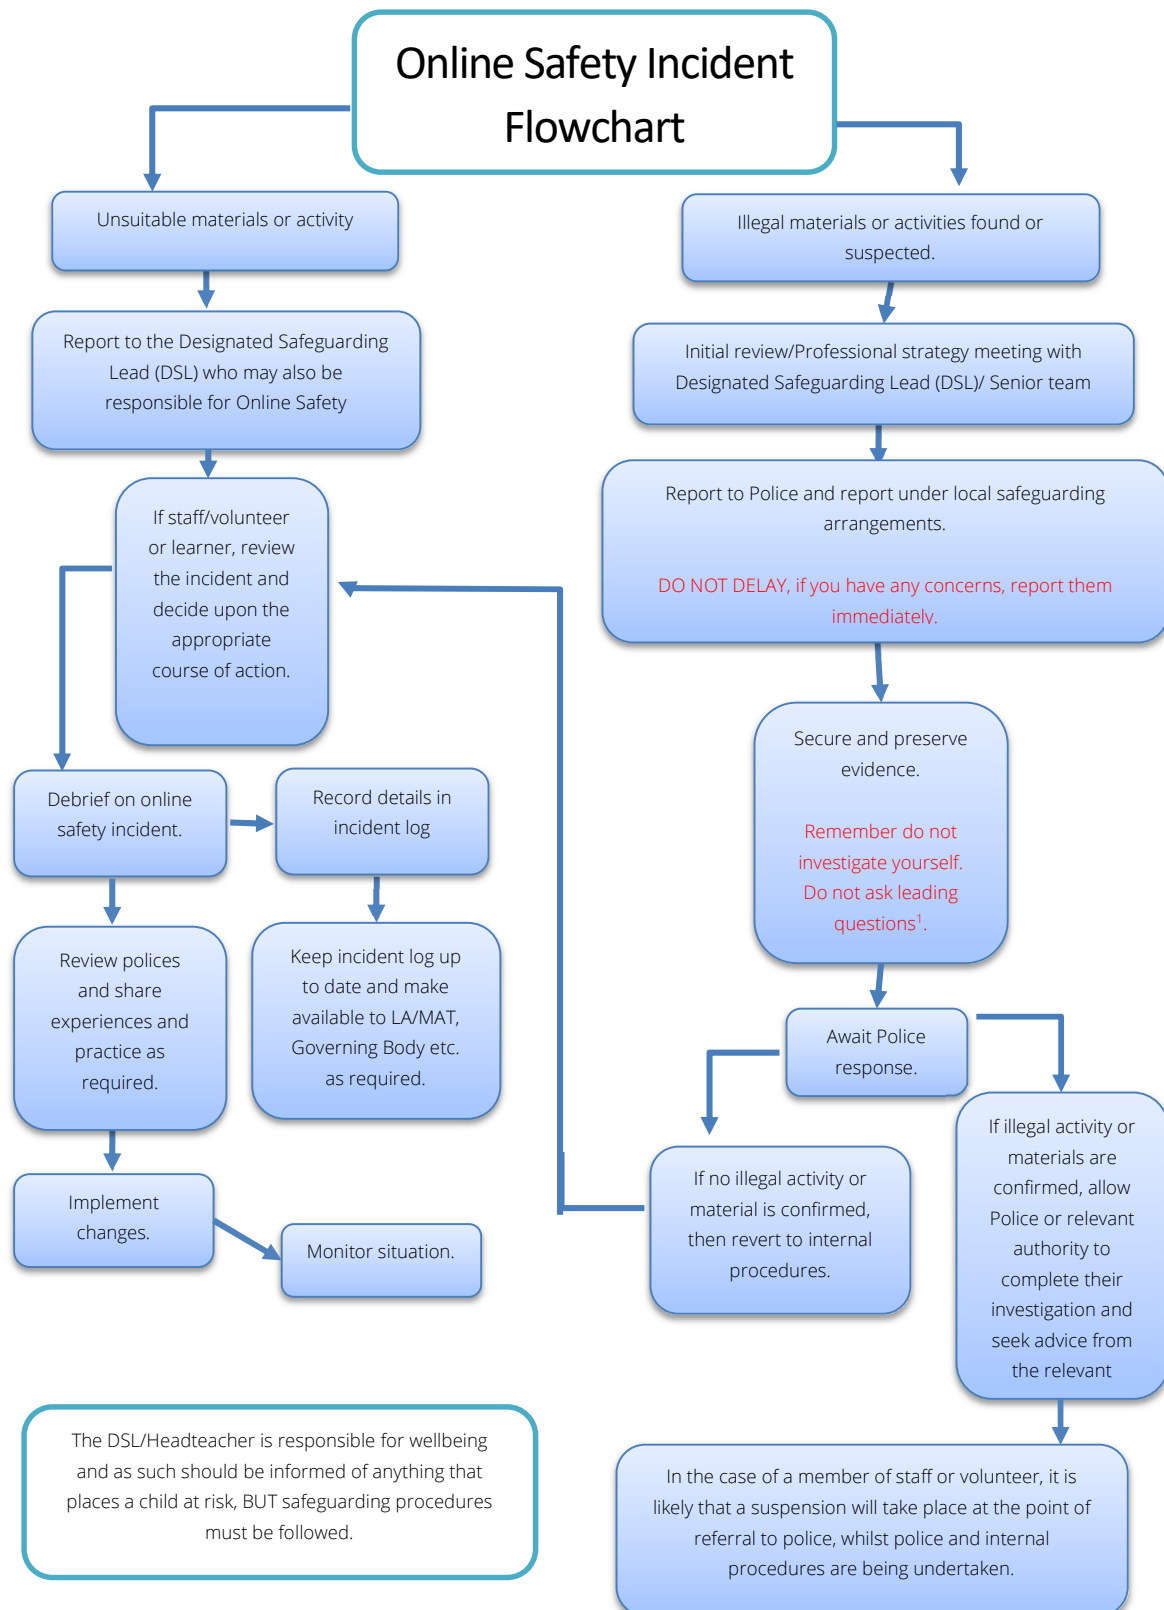 Online Safety Incident
Flowchart
Unsuitable materials or activity
Report to the Designated Safeguarding
Lead (DSL) who may also be
responsible for Online Safety
If staff/volunteer
or learner, review
the incident and
decide upon the
appropriate
course of action.
Debrief on online
safety incident.
Record details in
incident log
Review polices
and share
experiences and
practice as
required.
Keep incident log up
to date and make
available to LA/MAT,
Governing Body etc.
as required.
Implement
changes.
Monitor situation.
Illegal materials or activities found or
suspected.
Initial review/Professional strategy meeting with
Designated Safeguarding Lead (DSL)/ Senior team
Report to Police and report under local safeguarding
arrangements.
DO NOT DELAY, if you have any concerns, report them
immediately.
Secure and preserve
evidence.
Remember do not
investigate yourself.
Do not ask leading
questions¹.
Await Police
response.
If no illegal activity or
material is confirmed,
then revert to internal
procedures.
If illegal activity or
materials are
confirmed, allow
Police or relevant
authority to
complete their
investigation and
seek advice from
the relevant
In the case of a member of staff or volunteer, it is
likely that a suspension will take place at the point of
referral to police, whilst police and internal
procedures are being undertaken.
The DSL/Headteacher is responsible for wellbeing
and as such should be informed of anything that
places a child at risk, BUT safeguarding procedures
must be followed.